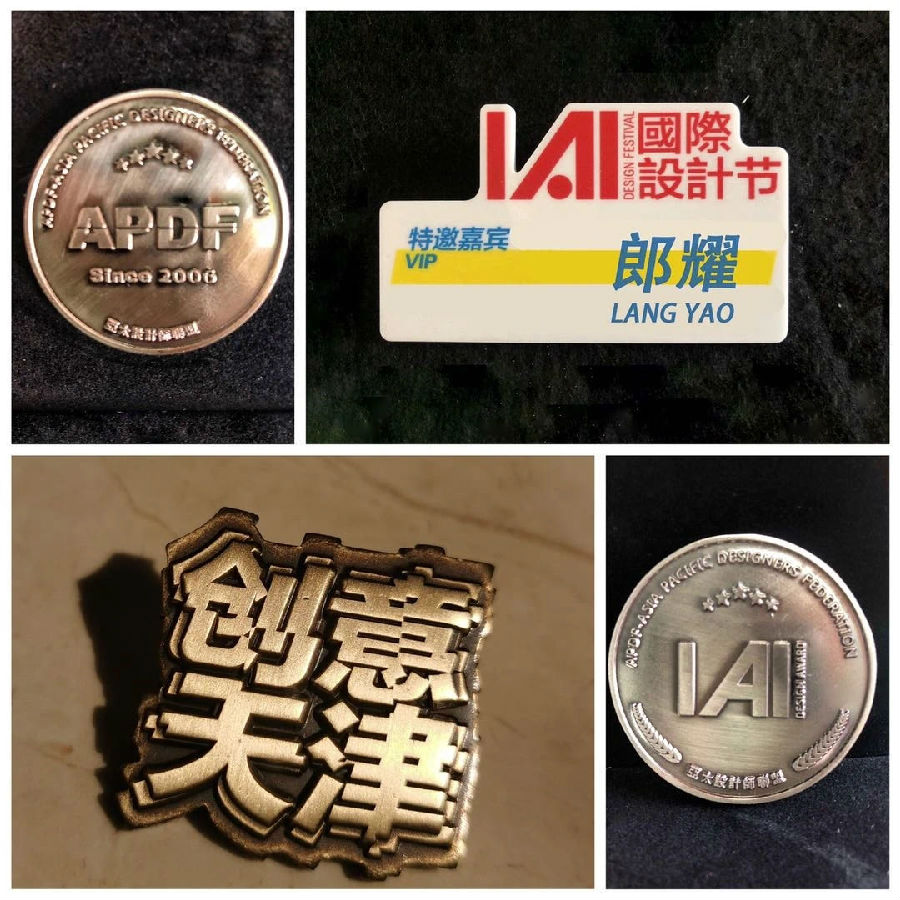 APDF-ASIA PACIFIC DESIGNERS FEDERATION
APDF
Since 2006
亞太設計師聯盟
IAI
DESIGN FESTIVAL
國際
設計节
特邀嘉宾
VIP
郎耀
LANG YAO
创意
天津
APDF-ASIA PACIFIC DESIGNERS FEDERATION
IAI
DESIGN AWARD
亞太設計師聯盟